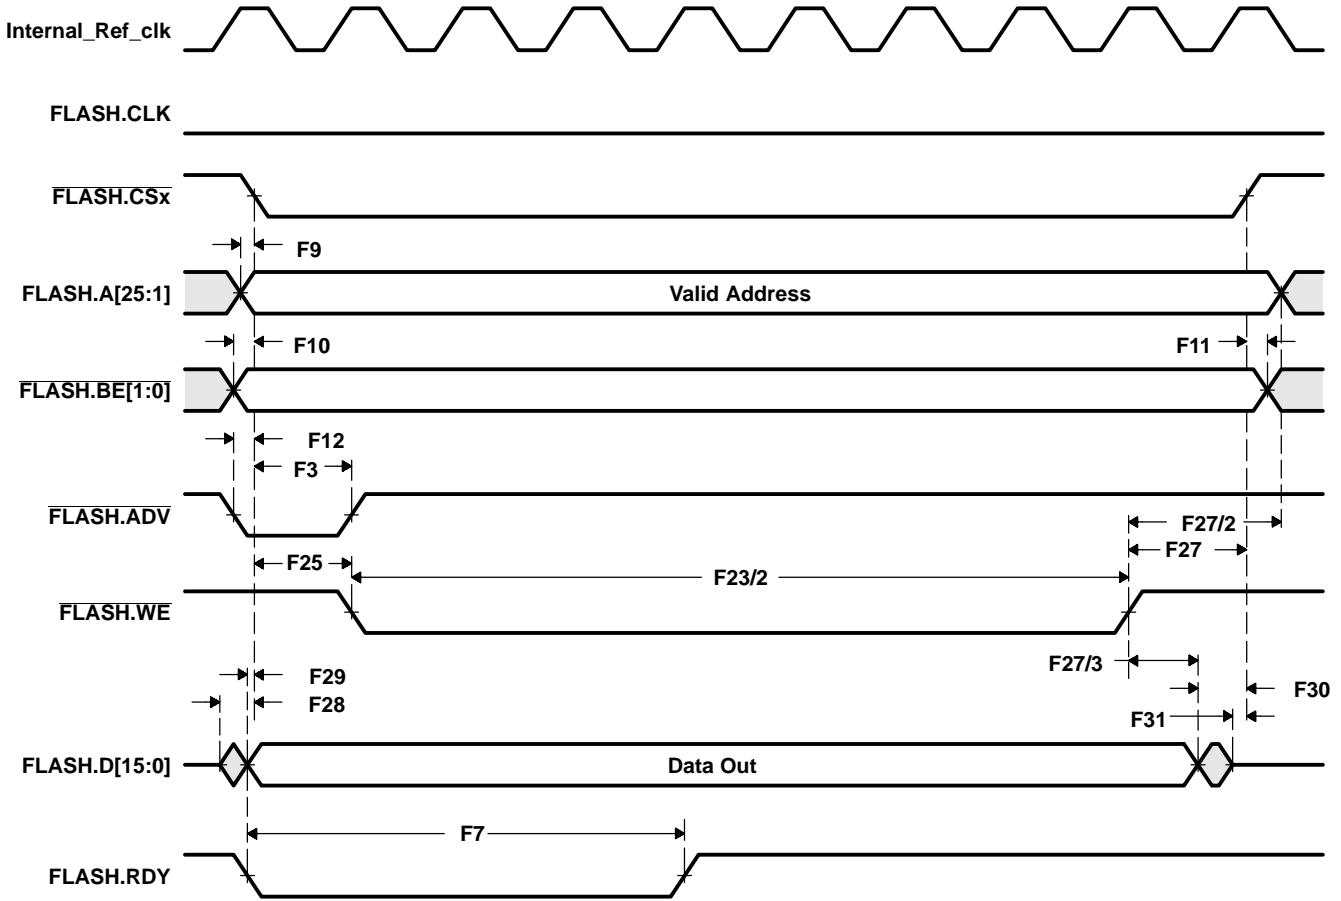 Internal_Ref_clk
FLASH.CLK
FLASH.CSx
F9
FLASH.A[25:1]
Valid Address
F10
F11
FLASH.BE[1:0]
F12
F3
FLASH.ADV
F27/2
F25
F27
F23/2
FLASH.WE
F27/3
F29
F30
F28
F31
FLASH.D[15:0]
Data Out
F7
FLASH.RDY